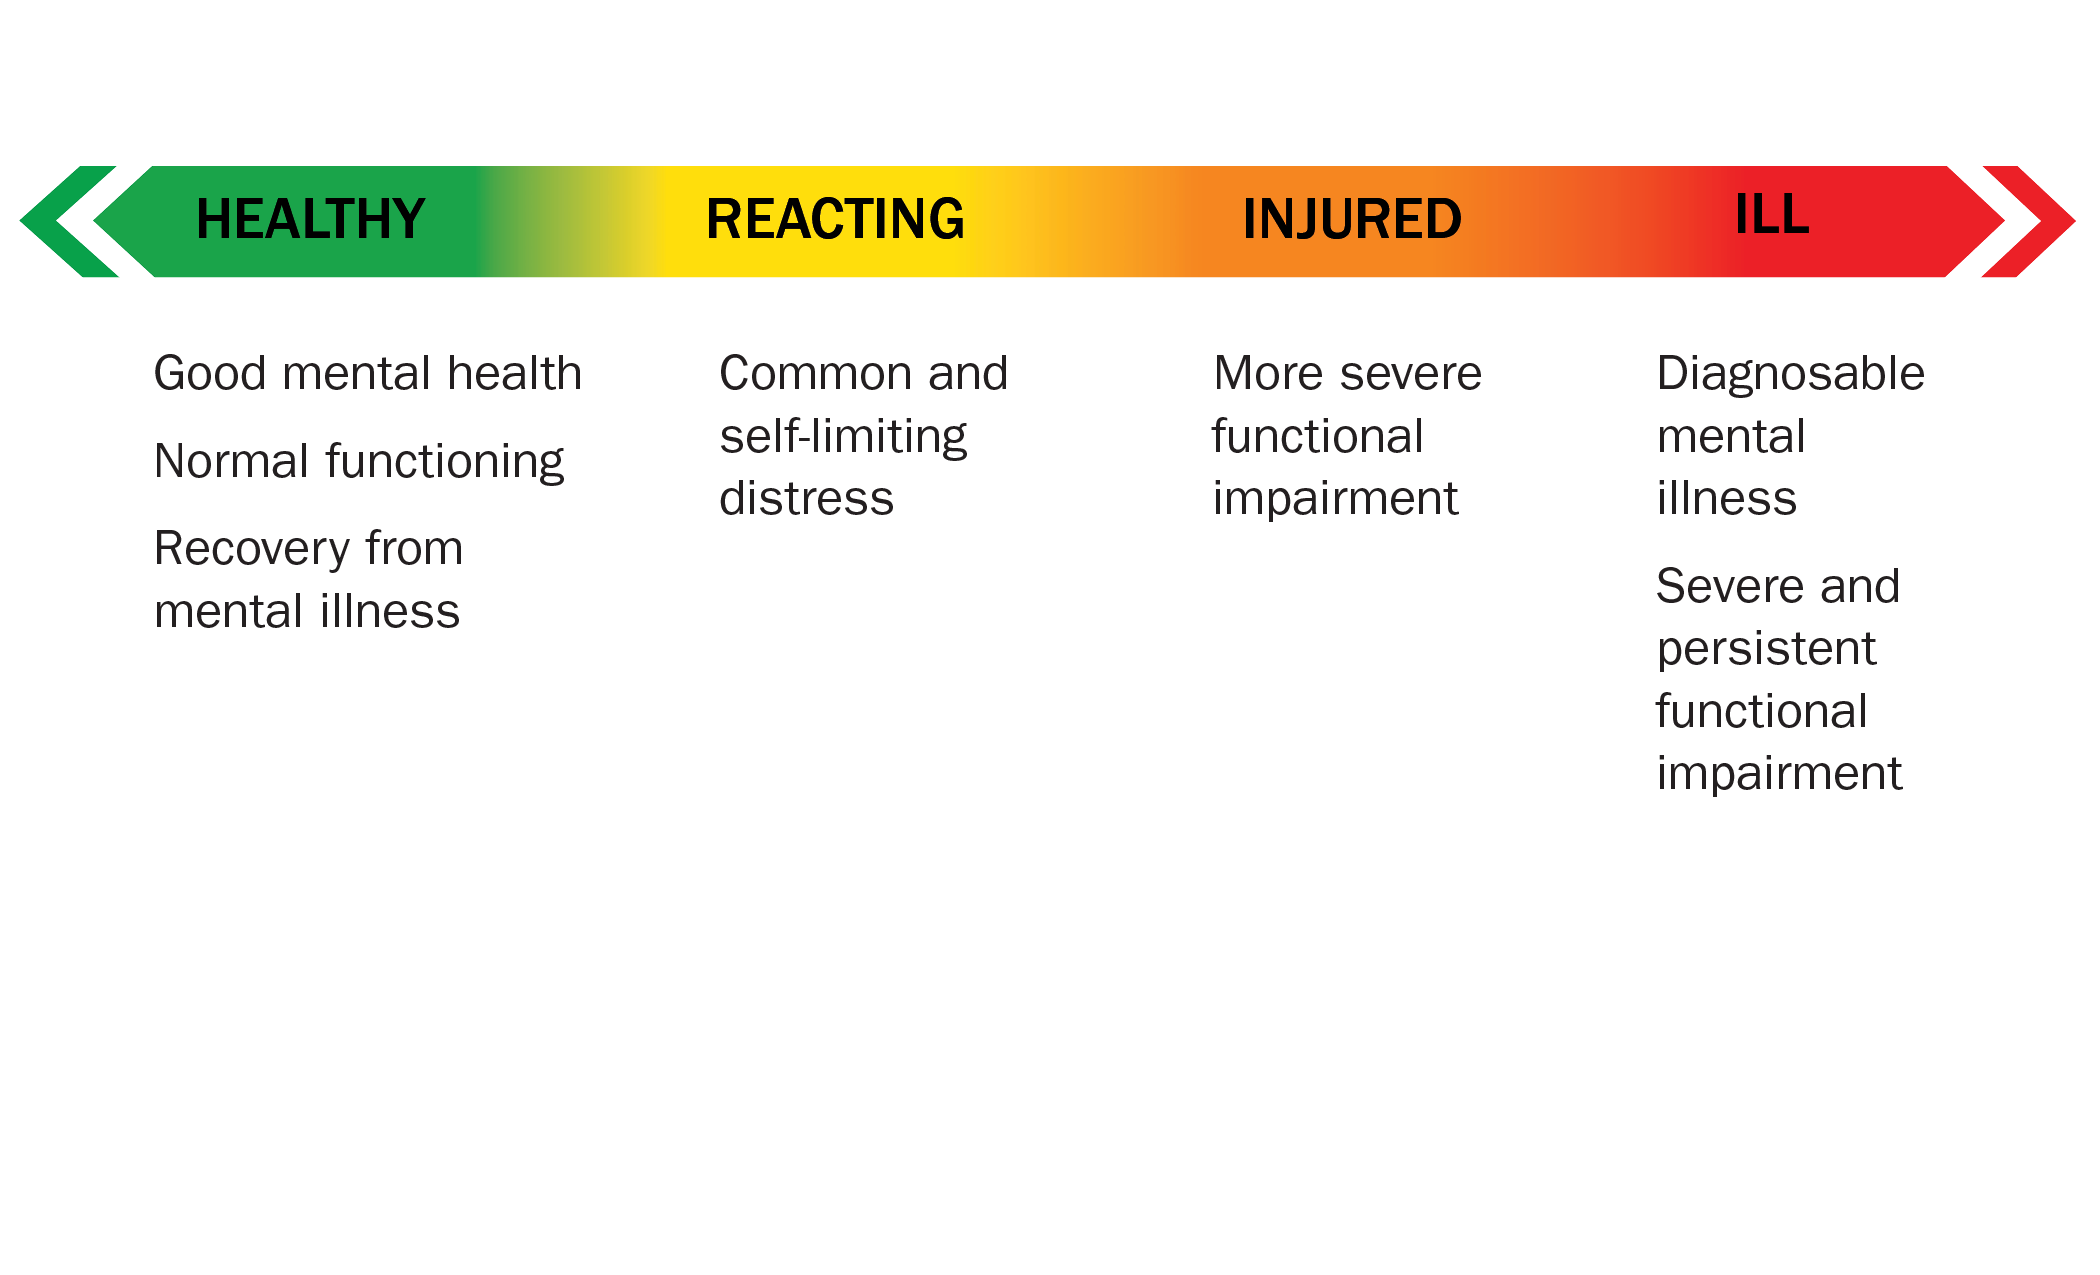 HEALTHY
REACTING
INJURED
ILL
Good mental health
Normal functioning
Recovery from
mental illness
Common and
self-limiting
distress
More severe
functional
impairment
Diagnosable
mental
illness
Severe and
persistent
functional
impairment